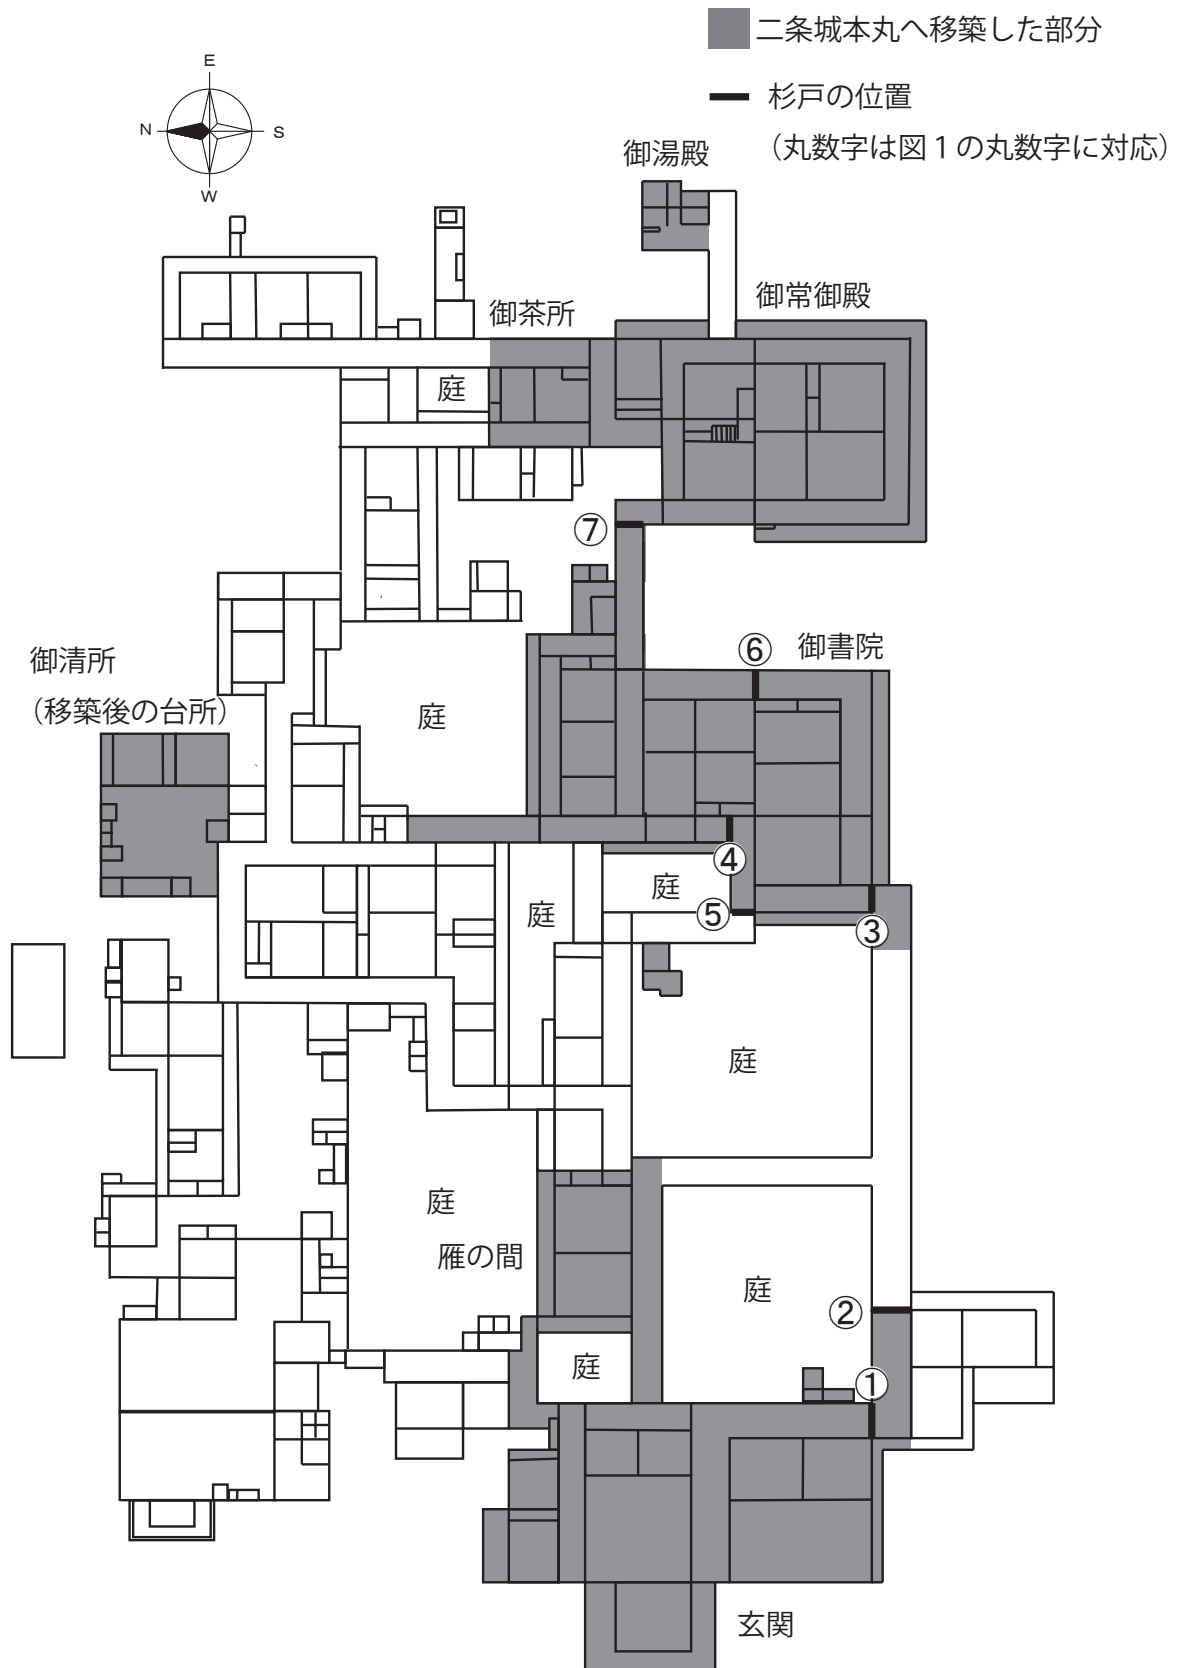 二条城本丸へ移築した部分
杉戸の位置
（丸数字は図１の丸数字に対応）
E
N
S
W
御湯殿
御常御殿
御茶所
庭
⑦
⑥
御書院
御清所
（移築後の台所）
庭
④
庭
⑤
庭
③
庭
庭
雁の間
庭
②
庭
①
玄関